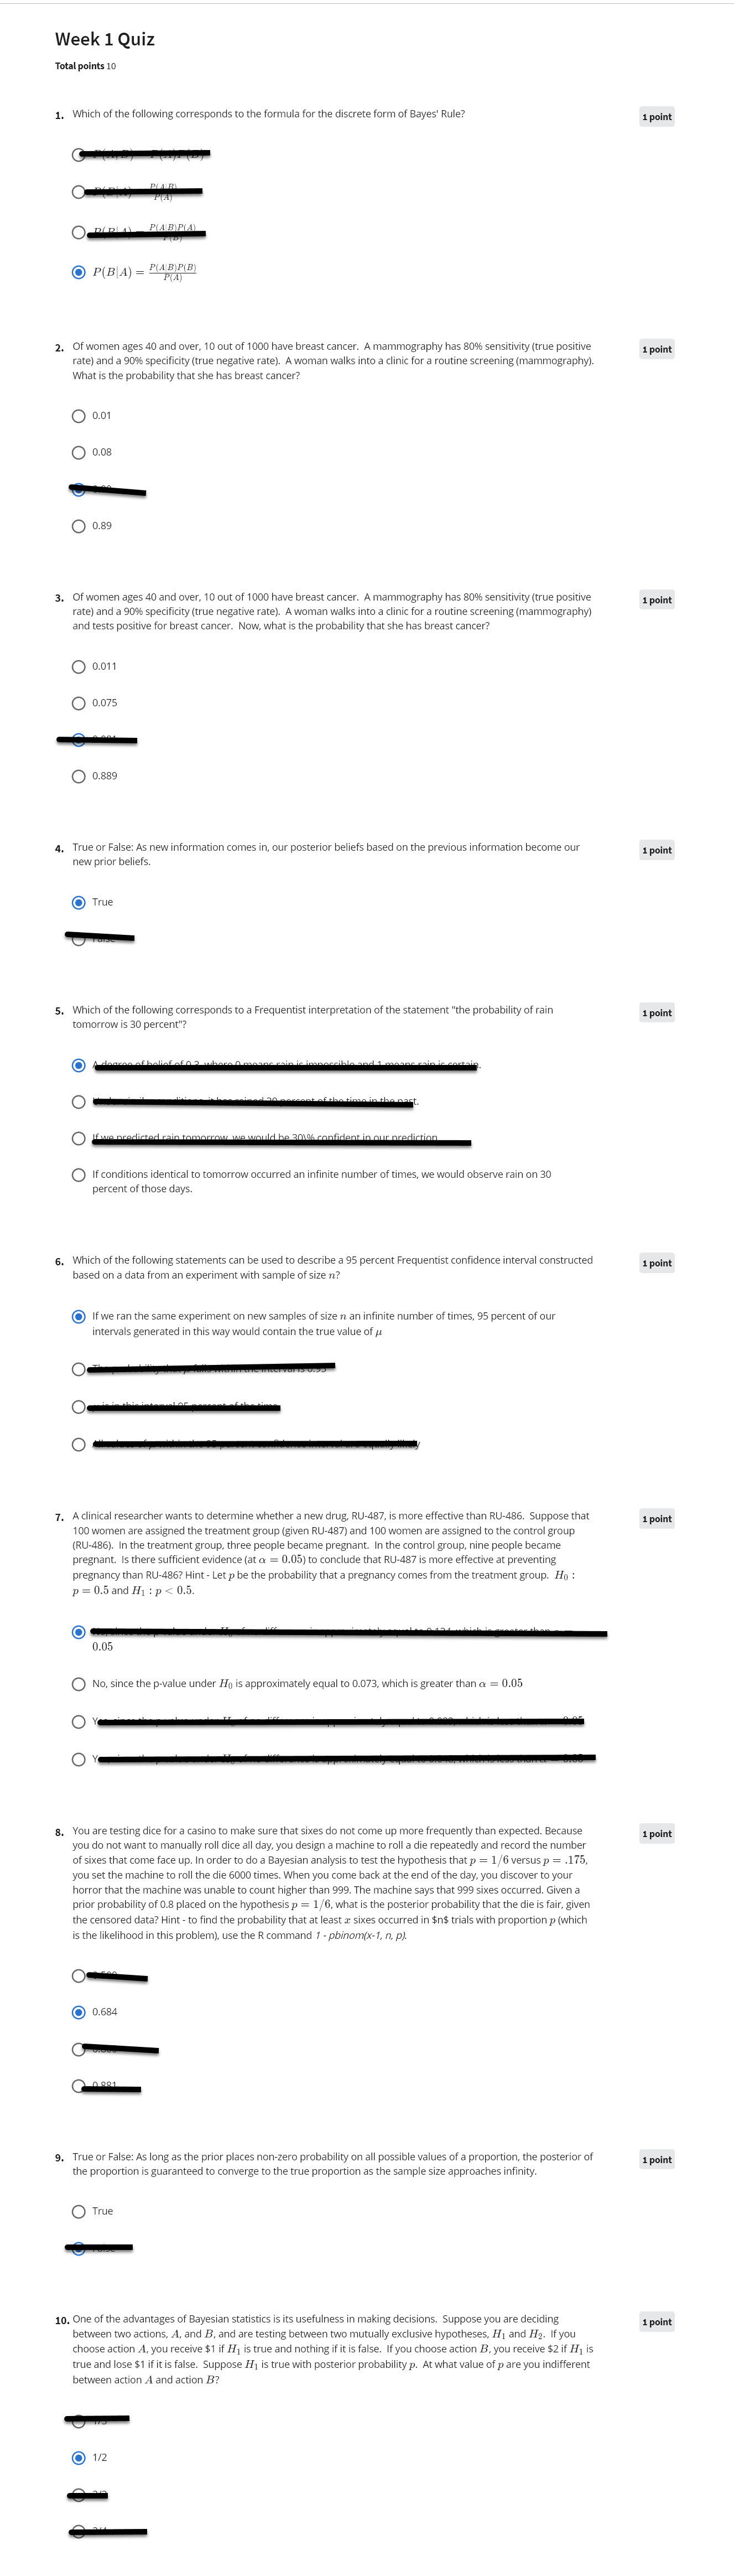 Week 1 Quiz
Total points 10
1. Which of the following corresponds to the formula for the discrete form of Bayes' Rule?
1 point
P(B|A) = P(A|B)P(B) / P(A)
2. Of women ages 40 and over, 10 out of 1000 have breast cancer. A mammography has 80% sensitivity (true positive
rate) and a 90% specificity (true negative rate). A woman walks into a clinic for a routine screening (mammography).
What is the probability that she has breast cancer?
1 point
0.01
0.08
0.89
3. Of women ages 40 and over, 10 out of 1000 have breast cancer. A mammography has 80% sensitivity (true positive
rate) and a 90% specificity (true negative rate). A woman walks into a clinic for a routine screening (mammography)
and tests positive for breast cancer. Now, what is the probability that she has breast cancer?
1 point
0.011
0.075
0.889
4. True or False: As new information comes in, our posterior beliefs based on the previous information become our
new prior beliefs.
1 point
True
5. Which of the following corresponds to a Frequentist interpretation of the statement "the probability of rain
tomorrow is 30 percent"?
1 point
If we predicted rain tomorrow, we would be 30\% confident in our prediction
If conditions identical to tomorrow occurred an infinite number of times, we would observe rain on 30
percent of those days.
6. Which of the following statements can be used to describe a 95 percent Frequentist confidence interval constructed
based on a data from an experiment with sample of size n?
1 point
If we ran the same experiment on new samples of size n an infinite number of times, 95 percent of our
intervals generated in this way would contain the true value of μ
7. A clinical researcher wants to determine whether a new drug, RU-487, is more effective than RU-486. Suppose that
100 women are assigned the treatment group (given RU-487) and 100 women are assigned to the control group
(RU-486). In the treatment group, three people became pregnant. In the control group, nine people became
pregnant. Is there sufficient evidence (at α = 0.05) to conclude that RU-487 is more effective at preventing
pregnancy than RU-486? Hint - Let p be the probability that a pregnancy comes from the treatment group. H₀ :
p = 0.5 and H₁ : p < 0.5.
1 point
0.05
No, since the p-value under H₀ is approximately equal to 0.073, which is greater than α = 0.05
8. You are testing dice for a casino to make sure that sixes do not come up more frequently than expected. Because
you do not want to manually roll dice all day, you design a machine to roll a die repeatedly and record the number
of sixes that come face up. In order to do a Bayesian analysis to test the hypothesis that p = 1/6 versus p = .175,
you set the machine to roll the die 6000 times. When you come back at the end of the day, you discover to your
horror that the machine was unable to count higher than 999. The machine says that 999 sixes occurred. Given a
prior probability of 0.8 placed on the hypothesis p = 1/6, what is the posterior probability that the die is fair, given
the censored data? Hint - to find the probability that at least x sixes occurred in $n$ trials with proportion p (which
is the likelihood in this problem), use the R command 1 - pbinom(x-1, n, p).
1 point
0.684
0.881
9. True or False: As long as the prior places non-zero probability on all possible values of a proportion, the posterior of
the proportion is guaranteed to converge to the true proportion as the sample size approaches infinity.
1 point
True
10. One of the advantages of Bayesian statistics is its usefulness in making decisions. Suppose you are deciding
between two actions, A, and B, and are testing between two mutually exclusive hypotheses, H₁ and H₂. If you
choose action A, you receive $1 if H₁ is true and nothing if it is false. If you choose action B, you receive $2 if H₁ is
true and lose $1 if it is false. Suppose H₁ is true with posterior probability p. At what value of p are you indifferent
between action A and action B?
1 point
1/2